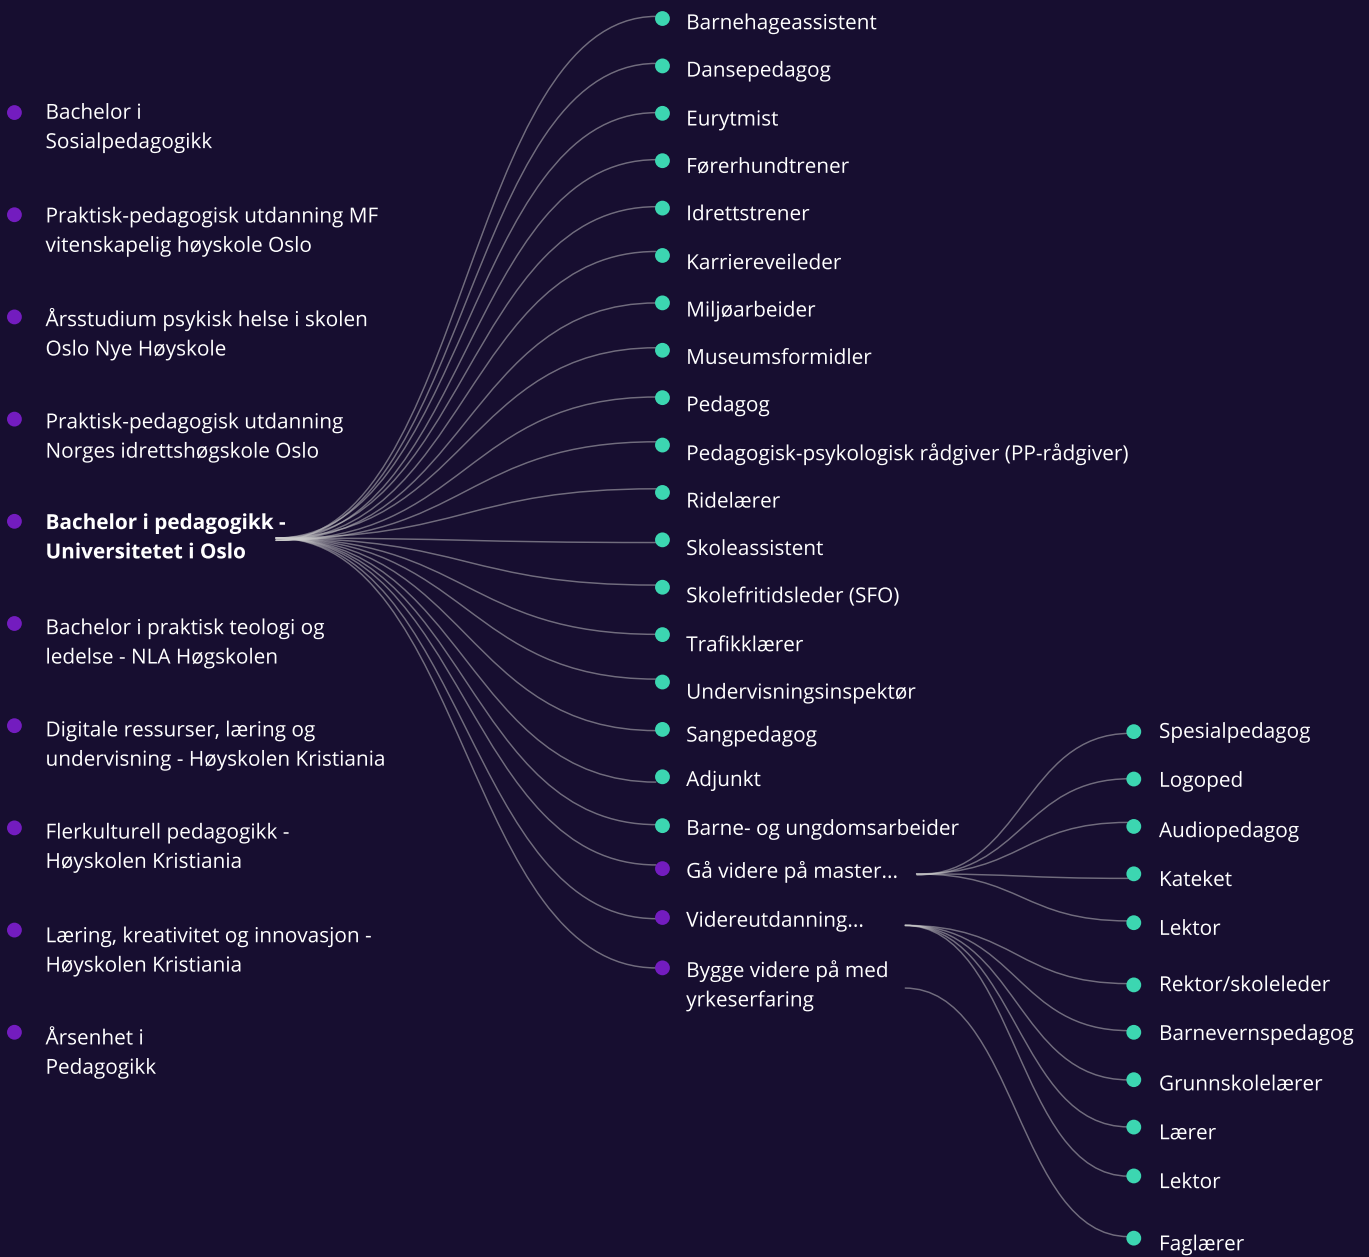 Bachelor i
Sosialpedagogikk
Praktisk-pedagogisk utdanning MF
vitenskapelig høyskole Oslo
Årsstudium psykisk helse i skolen
Oslo Nye Høyskole
Praktisk-pedagogisk utdanning
Norges idrettshøgskole Oslo
Bachelor i pedagogikk -
Universitetet i Oslo
Bachelor i praktisk teologi og
ledelse - NLA Høgskolen
Digitale ressurser, læring og
undervisning - Høyskolen Kristiania
Flerkulturell pedagogikk -
Høyskolen Kristiania
Læring, kreativitet og innovasjon -
Høyskolen Kristiania
Årsenhet i
Pedagogikk
Barnehageassistent
Dansepedagog
Eurytmist
Førerhundtrener
Idrettstrener
Karriereveileder
Miljøarbeider
Museumsformidler
Pedagog
Pedagogisk-psykologisk rådgiver (PP-rådgiver)
Ridelærer
Skoleassistent
Skolefritidsleder (SFO)
Trafikklærer
Undervisningsinspektør
Sangpedagog
Adjunkt
Barne- og ungdomsarbeider
Gå videre på master...
Videreutdanning...
Bygge videre på med
yrkeserfaring
Spesialpedagog
Logoped
Audiopedagog
Kateket
Lektor
Rektor/skoleleder
Barnevernspedagog
Grunnskolelærer
Lærer
Lektor
Faglærer